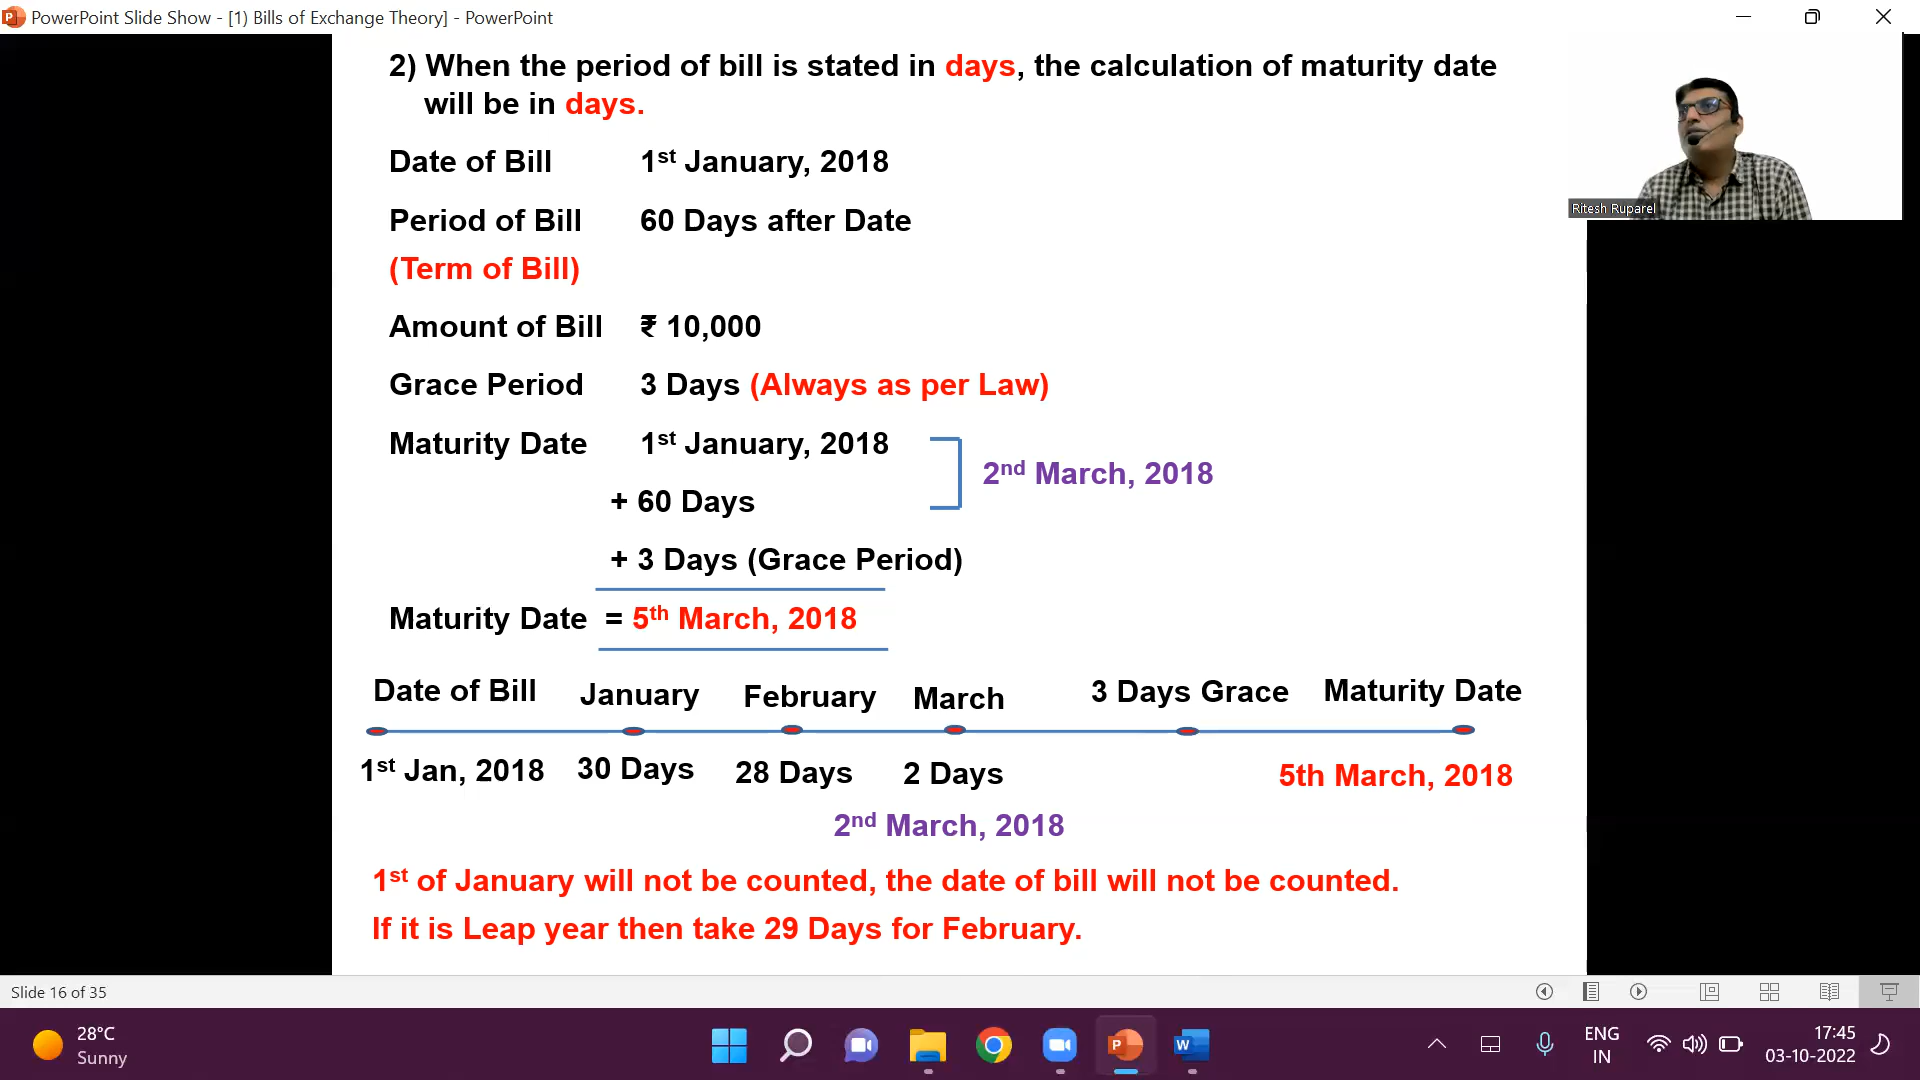 PowerPoint Slide Show - [1) Bills of Exchange Theory] - PowerPoint
2) When the period of bill is stated in days, the calculation of maturity date
will be in days.
Date of Bill 1st January, 2018
Period of Bill 60 Days after Date
(Term of Bill)
Amount of Bill ₹ 10,000
Grace Period 3 Days (Always as per Law)
Maturity Date 1st January, 2018
2nd March, 2018
+ 60 Days
+ 3 Days (Grace Period)
Maturity Date = 5th March, 2018
Date of Bill January February March 3 Days Grace Maturity Date
1st Jan, 2018 30 Days 28 Days 2 Days 5th March, 2018
2nd March, 2018
1st of January will not be counted, the date of bill will not be counted.
If it is Leap year then take 29 Days for February.
Ritesh Ruparel
Slide 16 of 35
28°C
Sunny
ENG
IN
17:45
03-10-2022